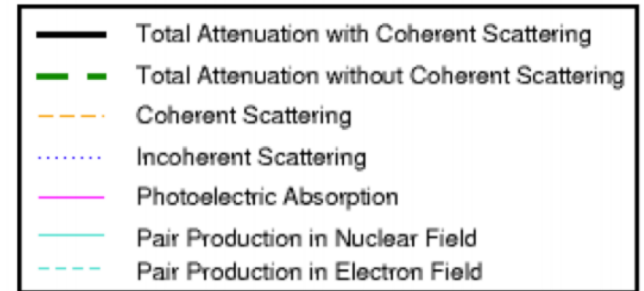 Total Attenuation with Coherent Scattering
Total Attenuation without Coherent Scattering
Coherent Scattering
Incoherent Scattering
Photoelectric Absorption
Pair Production in Nuclear Field
Pair Production in Electron Field